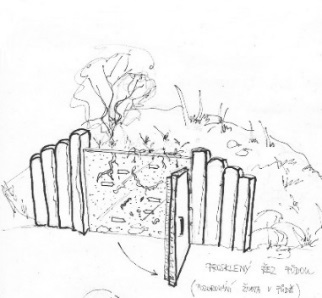 PROSKLENÝ ŘEZ PŮDOU
(POZOROVÁNÍ ŽIVOTA V PŮDĚ)